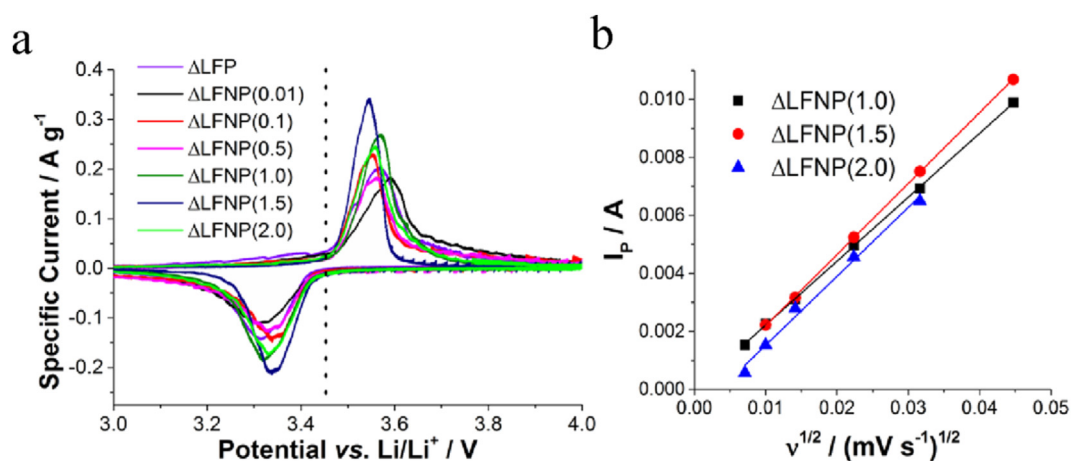 a
ΔLFP
ΔLFNP(0.01)
ΔLFNP(0.1)
ΔLFNP(0.5)
ΔLFNP(1.0)
ΔLFNP(1.5)
ΔLFNP(2.0)
Specific Current / A g⁻¹
0.4
0.3
0.2
0.1
0.0
-0.1
-0.2
3.0 3.2 3.4 3.6 3.8 4.0
Potential vs. Li/Li⁺ / V
b
ΔLFNP(1.0)
ΔLFNP(1.5)
ΔLFNP(2.0)
I_P / A
0.010
0.008
0.006
0.004
0.002
0.000
0.00 0.01 0.02 0.03 0.04 0.05
ν^1/2 / (mV s⁻¹)^1/2